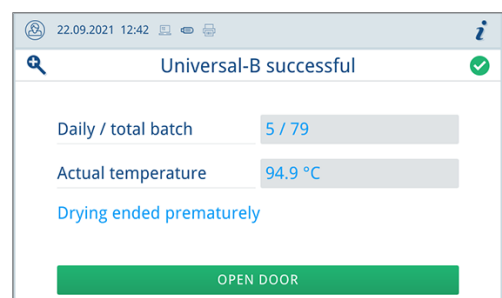 22.09.2021 12:42
i
Universal-B successful
Daily / total batch 5 / 79
Actual temperature 94.9 °C
Drying ended prematurely
OPEN DOOR